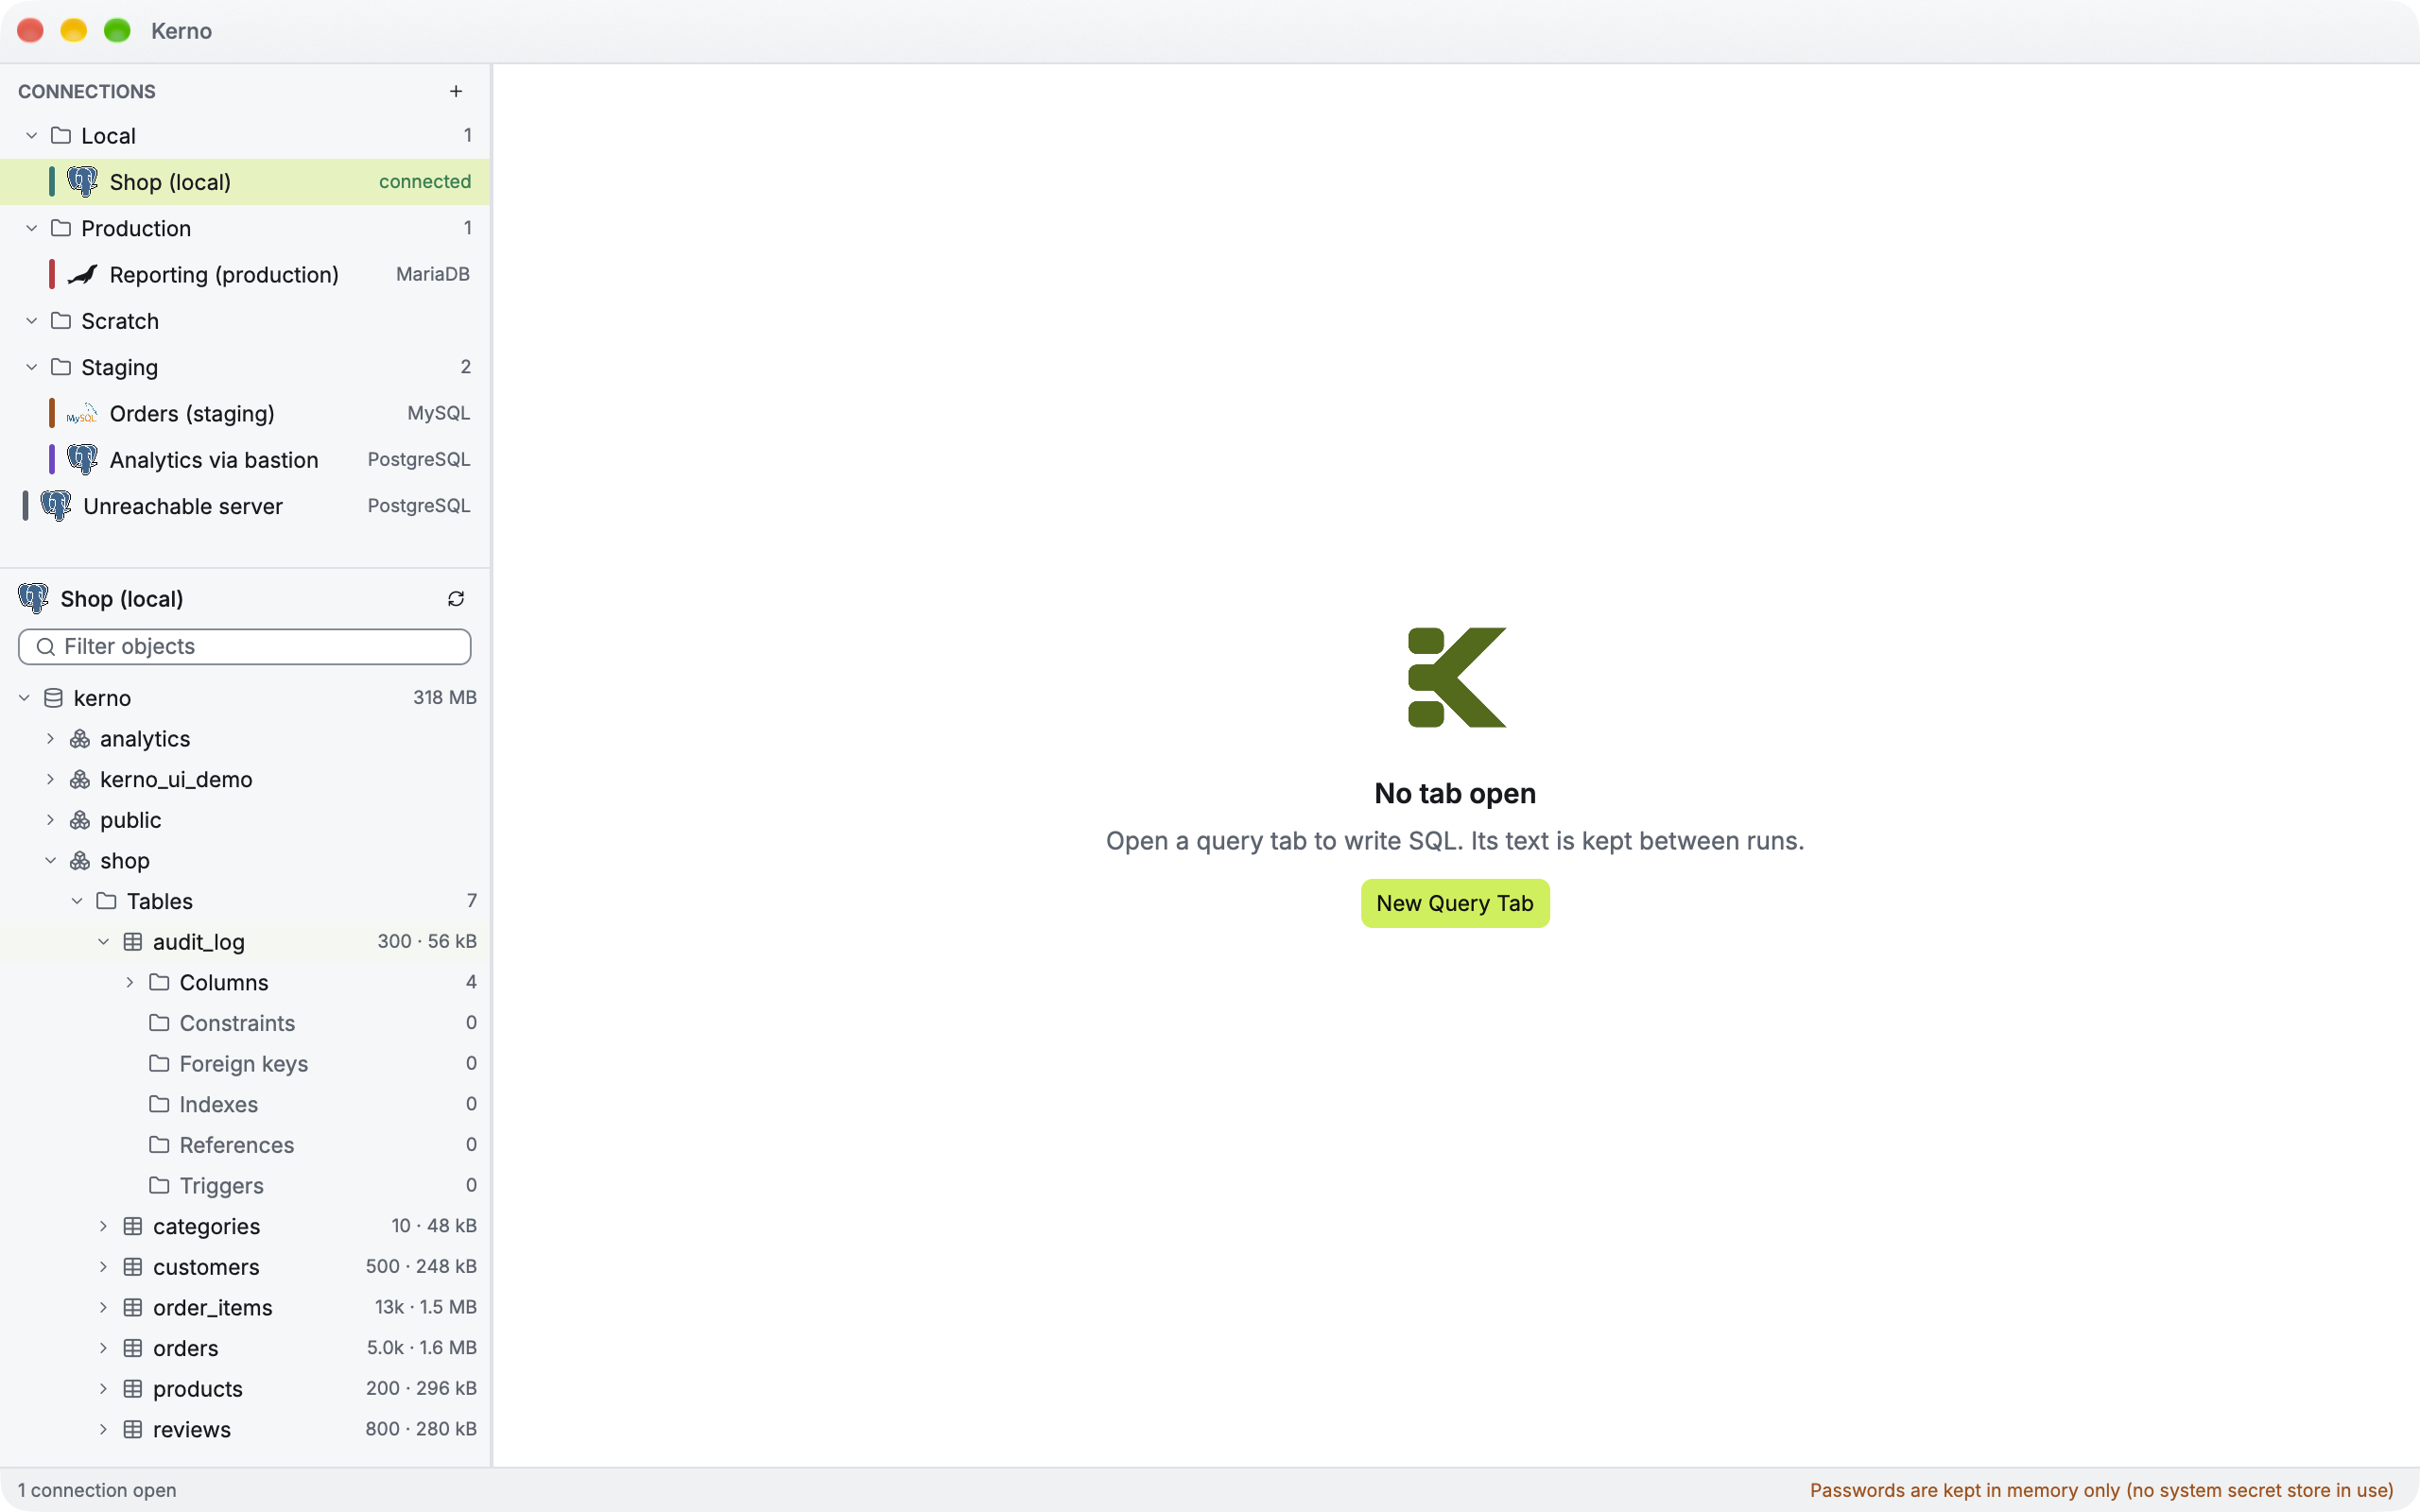 Kerno
CONNECTIONS
Local 1
Shop (local) connected
Production 1
Reporting (production) MariaDB
Scratch
Staging 2
MySQL Orders (staging) MySQL
Analytics via bastion PostgreSQL
Unreachable server PostgreSQL
Shop (local)
Filter objects
kerno 318 MB
analytics
kerno_ui_demo
public
shop
Tables 7
audit_log 300 · 56 kB
Columns 4
Constraints 0
Foreign keys 0
Indexes 0
References 0
Triggers 0
categories 10 · 48 kB
customers 500 · 248 kB
order_items 13k · 1.5 MB
orders 5.0k · 1.6 MB
products 200 · 296 kB
reviews 800 · 280 kB
No tab open
Open a query tab to write SQL. Its text is kept between runs.
New Query Tab
1 connection open
Passwords are kept in memory only (no system secret store in use)